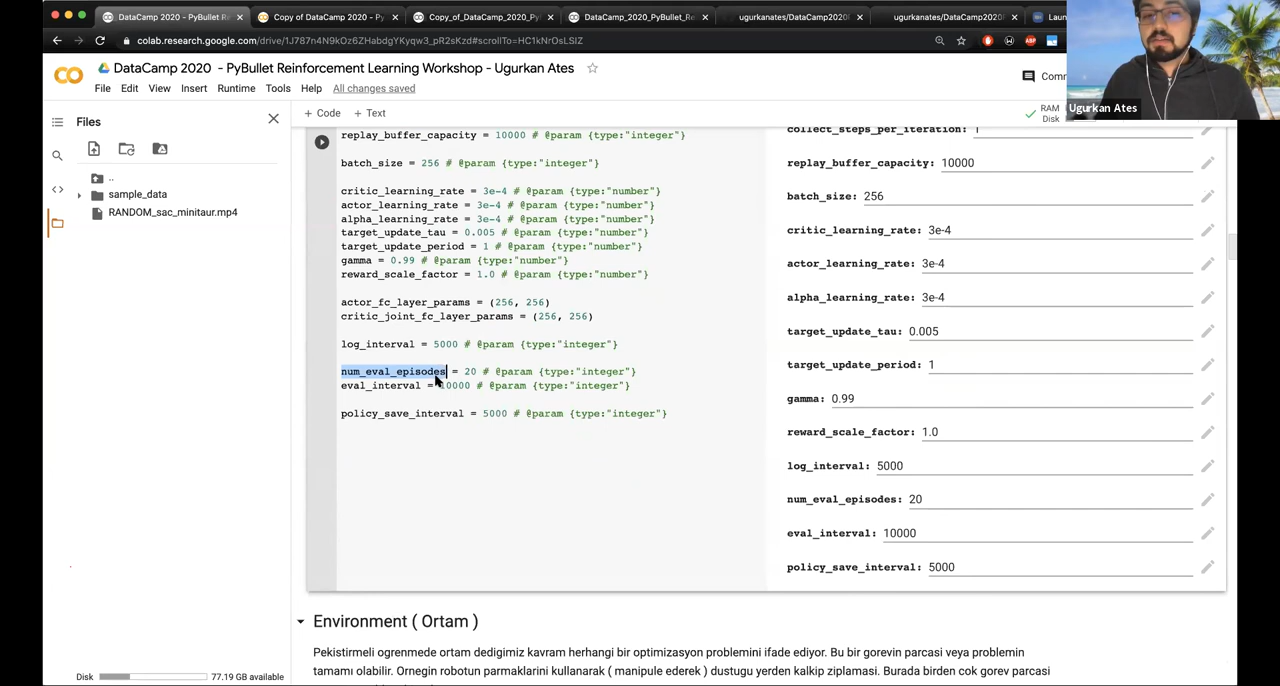 DataCamp 2020 - PyBullet R
Copy of DataCamp 2020 - Py
Copy_of_DataCamp_2020_Py
DataCamp_2020_PyBullet_Re
ugurkanates/DataCamp2020
ugurkanates/DataCamp2020R
Laun
colab.research.google.com/drive/1J787n4N9kOz6ZHabdgYKyqw3_pR2sKzd#scrollTo=HC1kNrOsLSIZ
DataCamp 2020 - PyBullet Reinforcement Learning Workshop - Ugurkan Ates
File Edit View Insert Runtime Tools Help All changes saved
Comm
Ugurkan Ates
+ Code + Text
RAM
Disk
Files
..
sample_data
RANDOM_sac_minitaur.mp4
Disk 77.19 GB available
replay_buffer_capacity = 10000 # @param {type:"integer"}
batch_size = 256 # @param {type:"integer"}
critic_learning_rate = 3e-4 # @param {type:"number"}
actor_learning_rate = 3e-4 # @param {type:"number"}
alpha_learning_rate = 3e-4 # @param {type:"number"}
target_update_tau = 0.005 # @param {type:"number"}
target_update_period = 1 # @param {type:"number"}
gamma = 0.99 # @param {type:"number"}
reward_scale_factor = 1.0 # @param {type:"number"}
actor_fc_layer_params = (256, 256)
critic_joint_fc_layer_params = (256, 256)
log_interval = 5000 # @param {type:"integer"}
num_eval_episodes = 20 # @param {type:"integer"}
eval_interval = 10000 # @param {type:"integer"}
policy_save_interval = 5000 # @param {type:"integer"}
collect_steps_per_iteration: 1
replay_buffer_capacity: 10000
batch_size: 256
critic_learning_rate: 3e-4
actor_learning_rate: 3e-4
alpha_learning_rate: 3e-4
target_update_tau: 0.005
target_update_period: 1
gamma: 0.99
reward_scale_factor: 1.0
log_interval: 5000
num_eval_episodes: 20
eval_interval: 10000
policy_save_interval: 5000
Environment ( Ortam )
Pekistirmeli ogrenmede ortam dedigimiz kavram herhangi bir optimizasyon problemini ifade ediyor. Bu bir gorevin parcasi veya problemin
tamamı olabilir. Ornegin robotun parmaklarini kullanarak ( manipule ederek ) dustugu yerden kalkip ziplamasi. Burada birden cok gorev parcasi